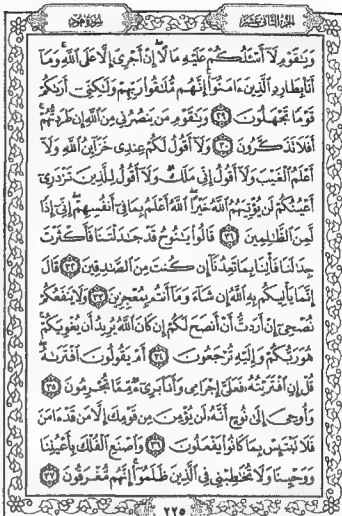 الجزء الثاني عشر
سورة هود
وَيَٰقَوْمِ لَآ أَسْـَٔلُكُمْ عَلَيْهِ مَالًا إِنْ أَجْرِىَ إِلَّا عَلَى ٱللَّهِ وَمَآ
أَنَا۠ بِطَارِدِ ٱلَّذِينَ ءَامَنُوٓا۟ إِنَّهُم مُّلَٰقُوا۟ رَبِّهِمْ وَلَٰكِنِّىٓ أَرَىٰكُمْ
قَوْمًا تَجْهَلُونَ ٢٩ وَيَٰقَوْمِ مَن يَنصُرُنِى مِنَ ٱللَّهِ إِن طَرَدتُّهُمْ
أَفَلَا تَذَكَّرُونَ ٣٠ وَلَآ أَقُولُ لَكُمْ عِندِى خَزَآئِنُ ٱللَّهِ وَلَآ
أَعْلَمُ ٱلْغَيْبَ وَلَآ أَقُولُ إِنِّى مَلَكٌ وَلَآ أَقُولُ لِلَّذِينَ تَزْدَرِىٓ
أَعْيُنُكُمْ لَن يُؤْتِيَهُمُ ٱللَّهُ خَيْرًا ٱللَّهُ أَعْلَمُ بِمَا فِىٓ أَنفُسِهِمْ إِنِّىٓ إِذًا
لَّمِنَ ٱلظَّٰلِمِينَ ٣١ قَالُوا۟ يَٰنُوحُ قَدْ جَٰدَلْتَنَا فَأَكْثَرْتَ
جِدَٰلَنَا فَأْتِنَا بِمَا تَعِدُنَآ إِن كُنتَ مِنَ ٱلصَّٰدِقِينَ ٣٢ قَالَ
إِنَّمَا يَأْتِيكُم بِهِ ٱللَّهُ إِن شَآءَ وَمَآ أَنتُم بِمُعْجِزِينَ ٣٣ وَلَا يَنفَعُكُمْ
نُصْحِىٓ إِنْ أَرَدتُّ أَنْ أَنصَحَ لَكُمْ إِن كَانَ ٱللَّهُ يُرِيدُ أَن يُغْوِيَكُمْ
هُوَ رَبُّكُمْ وَإِلَيْهِ تُرْجَعُونَ ٣٤ أَمْ يَقُولُونَ ٱفْتَرَىٰهُ
قُلْ إِنِ ٱفْتَرَيْتُهُۥ فَعَلَىَّ إِجْرَامِى وَأَنَا۠ بَرِىٓءٌ مِّمَّا تُجْرِمُونَ ٣٥
وَأُوحِىَ إِلَىٰ نُوحٍ أَنَّهُۥ لَن يُؤْمِنَ مِن قَوْمِكَ إِلَّا مَن قَدْ ءَامَنَ
فَلَا تَبْتَئِسْ بِمَا كَانُوا۟ يَفْعَلُونَ ٣٦ وَٱصْنَعِ ٱلْفُلْكَ بِأَعْيُنِنَا
وَوَحْيِنَا وَلَا تُخَٰطِبْنِى فِى ٱلَّذِينَ ظَلَمُوٓا۟ إِنَّهُم مُّغْرَقُونَ ٣٧
٢٢٥